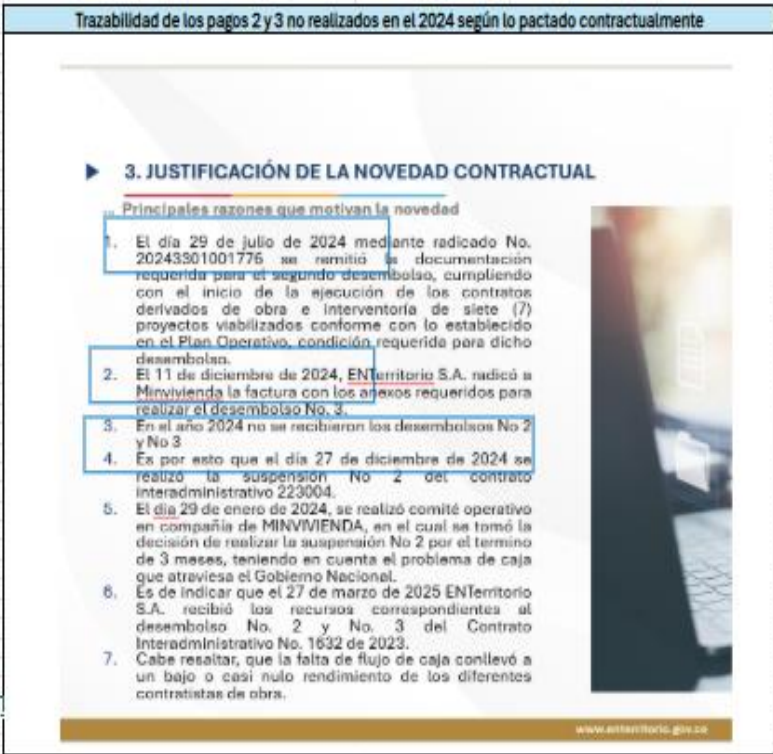 Trazabilidad de los pagos 2 y 3 no realizados en el 2024 según lo pactado contractualmente
3. JUSTIFICACIÓN DE LA NOVEDAD CONTRACTUAL
... Principales razones que motivan la novedad
1. El día 29 de julio de 2024 mediante radicado No.
20243301001776 se remitió la documentación
requerida para el segundo desembolso, cumpliendo
con el inicio de la ejecución de los contratos
derivados de obra e interventoría de siete (7)
proyectos viabilizados conforme con lo establecido
en el Plan Operativo, condición requerida para dicho
desembolso.
2. El 11 de diciembre de 2024, ENTerritorio S.A. radicó a
Minvivienda la factura con los anexos requeridos para
realizar el desembolso No. 3.
3. En el año 2024 no se recibieron los desembolsos No 2
y No 3
4. Es por esto que el día 27 de diciembre de 2024 se
realizó la suspensión No 2 del contrato
interadministrativo 223004.
5. El dia 29 de enero de 2024, se realizó comité operativo
en compañía de MINVIVIENDA, en el cual se tomó la
decisión de realizar la suspensión No 2 por el termino
de 3 meses, teniendo en cuenta el problema de caja
que atraviesa el Gobierno Nacional.
6. Es de indicar que el 27 de marzo de 2025 ENTerritorio
S.A. recibió los recursos correspondientes al
desembolso No. 2 y No. 3 del Contrato
Interadministrativo No. 1632 de 2023.
7. Cabe resaltar, que la falta de flujo de caja conllevó a
un bajo o casi nulo rendimiento de los diferentes
contratistas de obra.
www.enterritorio.gov.co